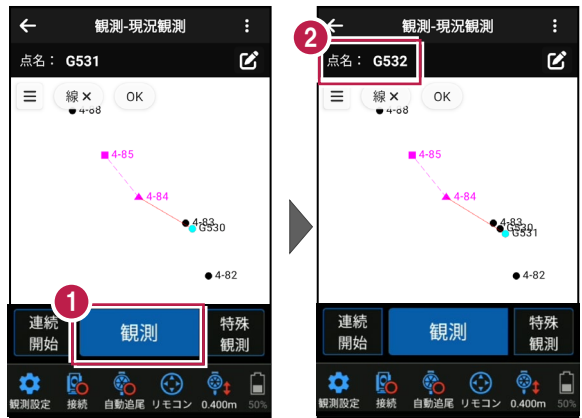 観測-現況観測
点名： G531
線✕ OK
4-88
4-85
4-84
4-83
G530
4-82
1
連続
開始
観測
特殊
観測
観測設定 接続 自動追尾 リモコン 0.400m 50%
2
観測-現況観測
点名： G532
線✕ OK
4-88
4-85
4-84
4-83
G530
G531
4-82
連続
開始
観測
特殊
観測
観測設定 接続 自動追尾 リモコン 0.400m 50%